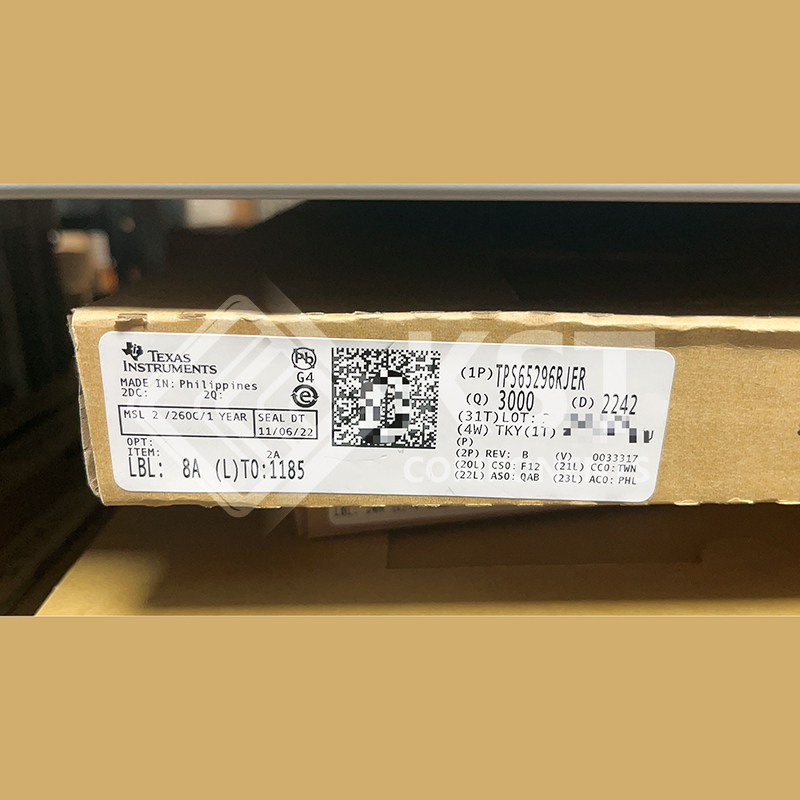 TEXAS
INSTRUMENTS
MADE IN: Philippines
2DC: 2Q:
MSL 2 /260C/1 YEAR
SEAL DT
11/06/22
OPT:
ITEM:
2A
LBL: 8A (L)TO:1185
Pb
G4
e
(1P)TPS65296RJER
(Q) 3000 (D) 2242
(31T)LOT:
(4W) TKY(1T)
(P)
(2P) REV: B (V) 0033317
(20L) CSO: F12 (21L) CCO:TWN
(22L) ASO: QAB (23L) ACO: PHL
KST
COMPONENTS